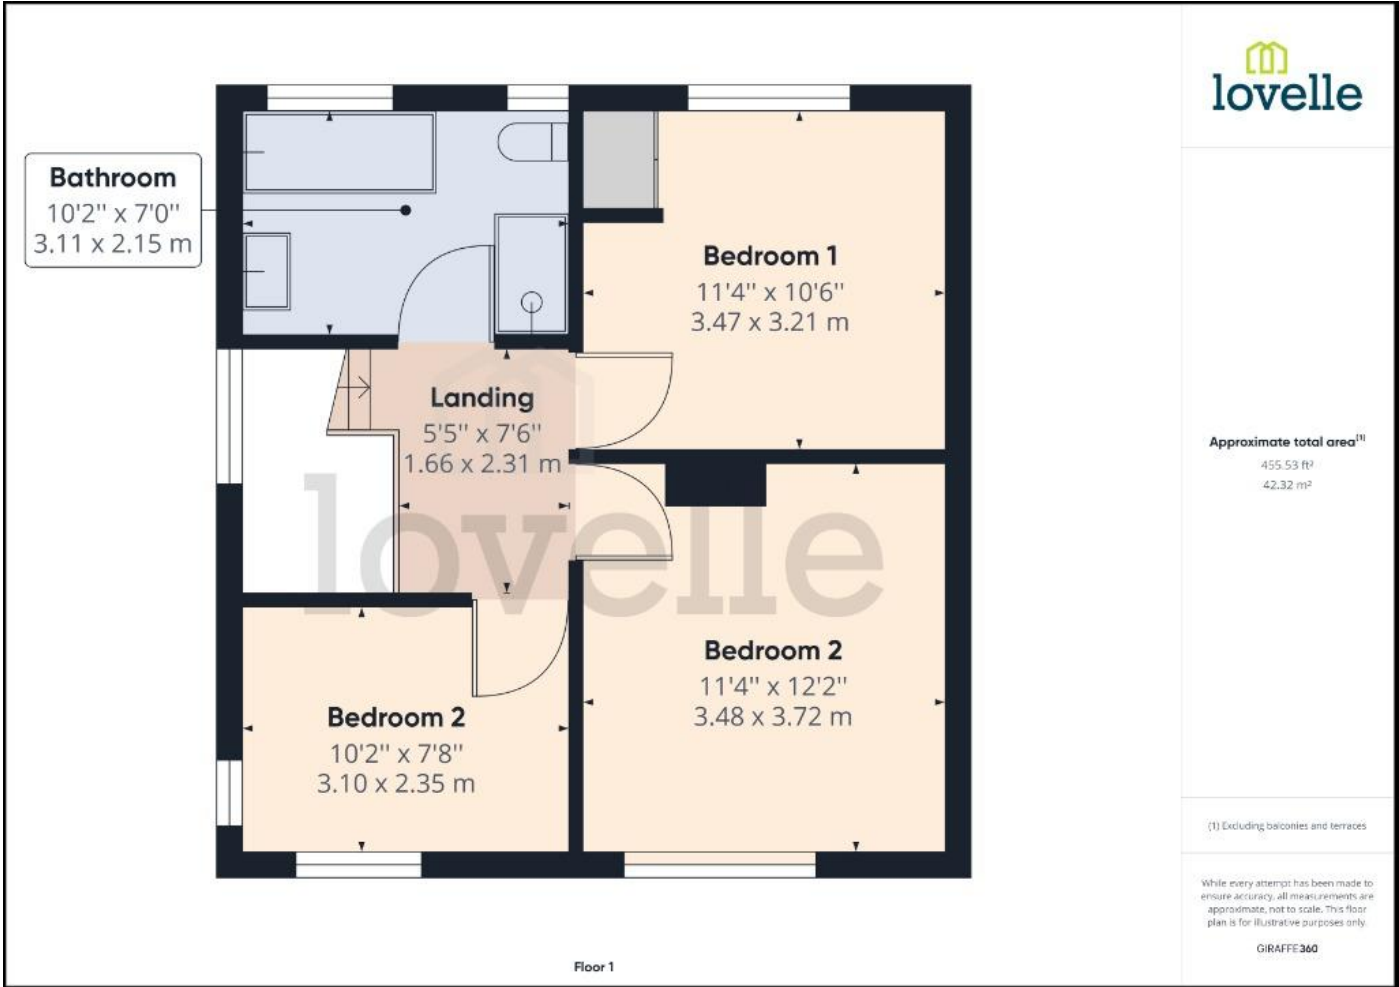 lovelle
Bathroom
10'2" x 7'0"
3.11 x 2.15 m
Bedroom 1
11'4" x 10'6"
3.47 x 3.21 m
Landing
5'5" x 7'6"
1.66 x 2.31 m
lovelle
Bedroom 2
11'4" x 12'2"
3.48 x 3.72 m
Bedroom 2
10'2" x 7'8"
3.10 x 2.35 m
Floor 1
Approximate total area(1)
455.53 ft²
42.32 m²
(1) Excluding balconies and terraces
While every attempt has been made to
ensure accuracy, all measurements are
approximate, not to scale. This floor
plan is for illustrative purposes only.
GIRAFFE360